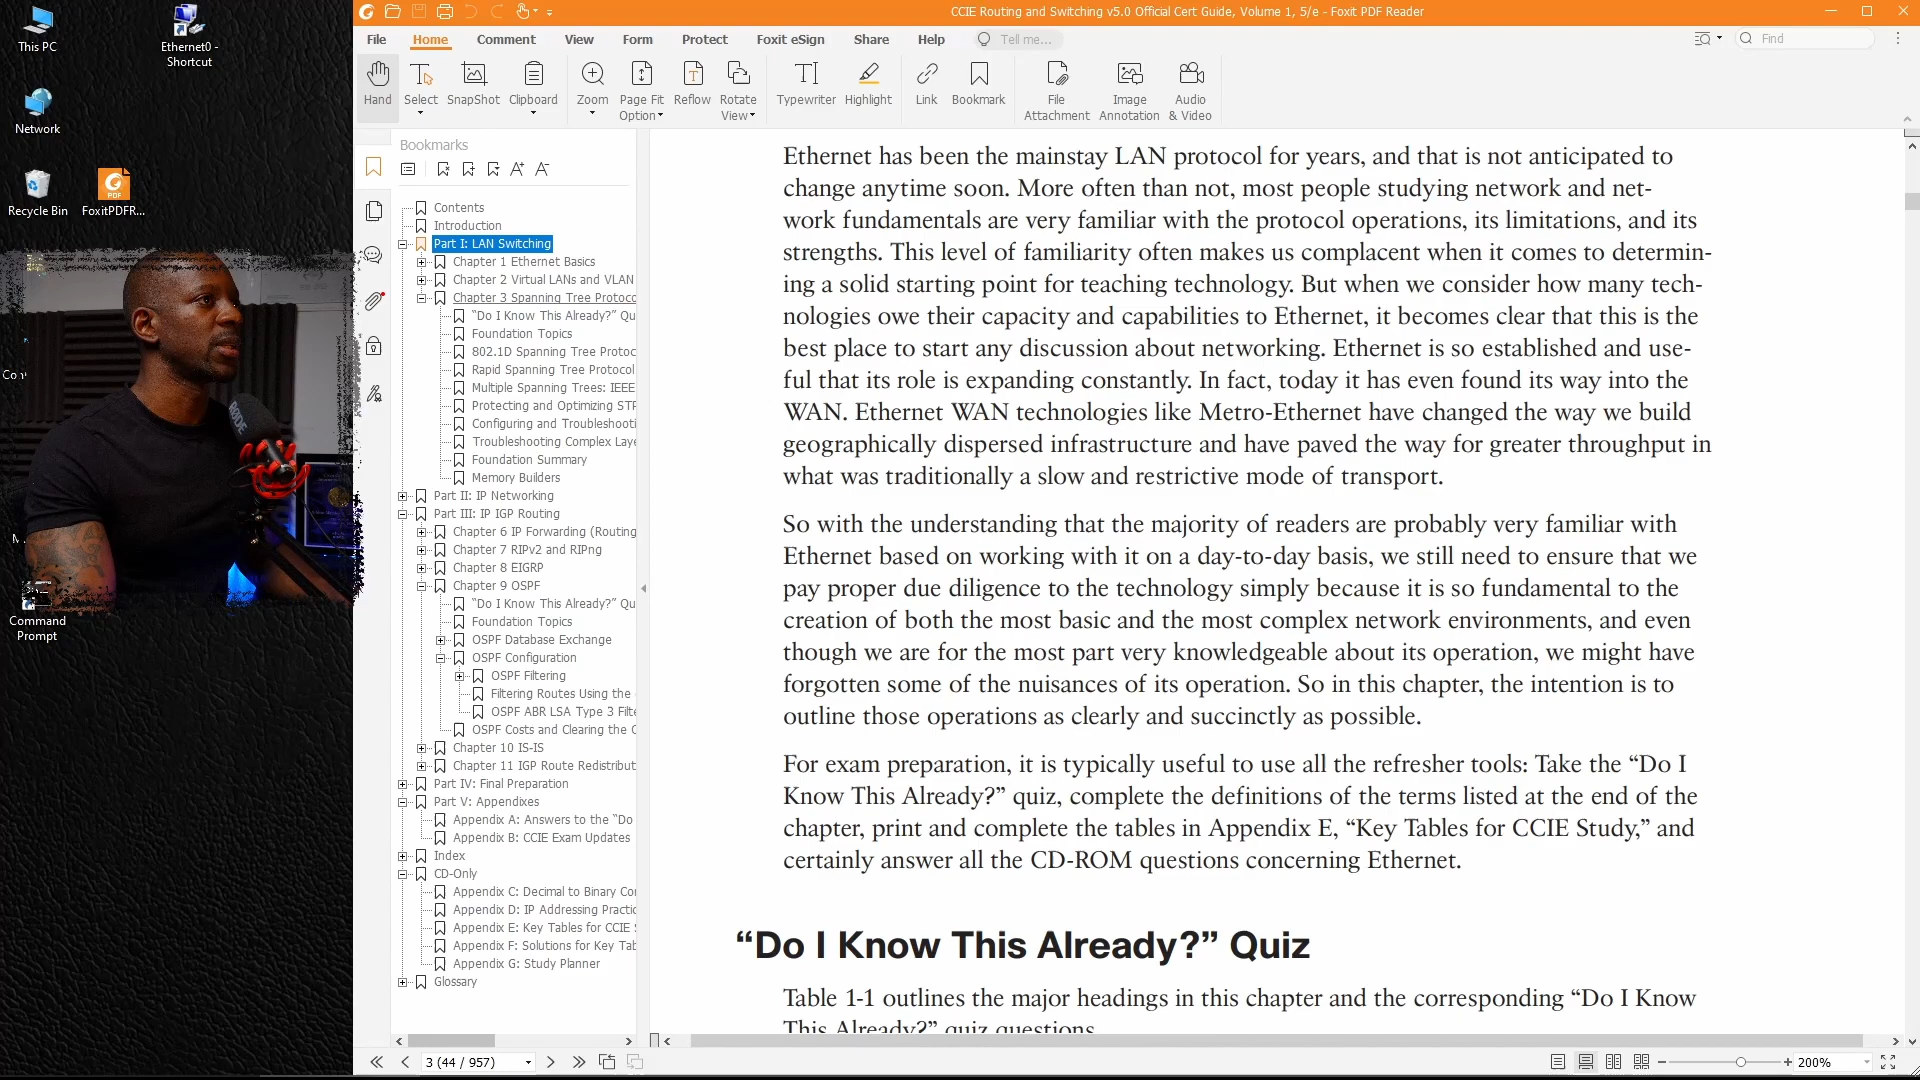 This PC
Ethernet0 -
Shortcut
Network
Recycle Bin
FoxitPDFR...
Command
Prompt
RODE
CCIE Routing and Switching v5.0 Official Cert Guide, Volume 1, 5/e - Foxit PDF Reader
File Home Comment View Form Protect Foxit eSign Share Help Tell me... Find
Hand Select SnapShot Clipboard Zoom Page Fit Option Reflow Rotate View Typewriter Highlight Link Bookmark File Attachment Image Annotation Audio & Video
Bookmarks
Contents
Introduction
Part I: LAN Switching
Chapter 1 Ethernet Basics
Chapter 2 Virtual LANs and VLAN
Chapter 3 Spanning Tree Protoco
“Do I Know This Already?” Qu
Foundation Topics
802.1D Spanning Tree Protoc
Rapid Spanning Tree Protocol
Multiple Spanning Trees: IEEE
Protecting and Optimizing STP
Configuring and Troubleshooti
Troubleshooting Complex Laye
Foundation Summary
Memory Builders
Part II: IP Networking
Part III: IP IGP Routing
Chapter 6 IP Forwarding (Routing
Chapter 7 RIPv2 and RIPng
Chapter 8 EIGRP
Chapter 9 OSPF
“Do I Know This Already?” Qu
Foundation Topics
OSPF Database Exchange
OSPF Configuration
OSPF Filtering
Filtering Routes Using the
OSPF ABR LSA Type 3 Filte
OSPF Costs and Clearing the O
Chapter 10 IS-IS
Chapter 11 IGP Route Redistribut
Part IV: Final Preparation
Part V: Appendixes
Appendix A: Answers to the “Do
Appendix B: CCIE Exam Updates
Index
CD-Only
Appendix C: Decimal to Binary Co
Appendix D: IP Addressing Practic
Appendix E: Key Tables for CCIE S
Appendix F: Solutions for Key Tab
Appendix G: Study Planner
Glossary
Ethernet has been the mainstay LAN protocol for years, and that is not anticipated to
change anytime soon. More often than not, most people studying network and net-
work fundamentals are very familiar with the protocol operations, its limitations, and its
strengths. This level of familiarity often makes us complacent when it comes to determin-
ing a solid starting point for teaching technology. But when we consider how many tech-
nologies owe their capacity and capabilities to Ethernet, it becomes clear that this is the
best place to start any discussion about networking. Ethernet is so established and use-
ful that its role is expanding constantly. In fact, today it has even found its way into the
WAN. Ethernet WAN technologies like Metro-Ethernet have changed the way we build
geographically dispersed infrastructure and have paved the way for greater throughput in
what was traditionally a slow and restrictive mode of transport.
So with the understanding that the majority of readers are probably very familiar with
Ethernet based on working with it on a day-to-day basis, we still need to ensure that we
pay proper due diligence to the technology simply because it is so fundamental to the
creation of both the most basic and the most complex network environments, and even
though we are for the most part very knowledgeable about its operation, we might have
forgotten some of the nuisances of its operation. So in this chapter, the intention is to
outline those operations as clearly and succinctly as possible.
For exam preparation, it is typically useful to use all the refresher tools: Take the “Do I
Know This Already?” quiz, complete the definitions of the terms listed at the end of the
chapter, print and complete the tables in Appendix E, “Key Tables for CCIE Study,” and
certainly answer all the CD-ROM questions concerning Ethernet.
“Do I Know This Already?” Quiz
Table 1-1 outlines the major headings in this chapter and the corresponding “Do I Know
This Already?” quiz questions.
3 (44 / 957)
200%